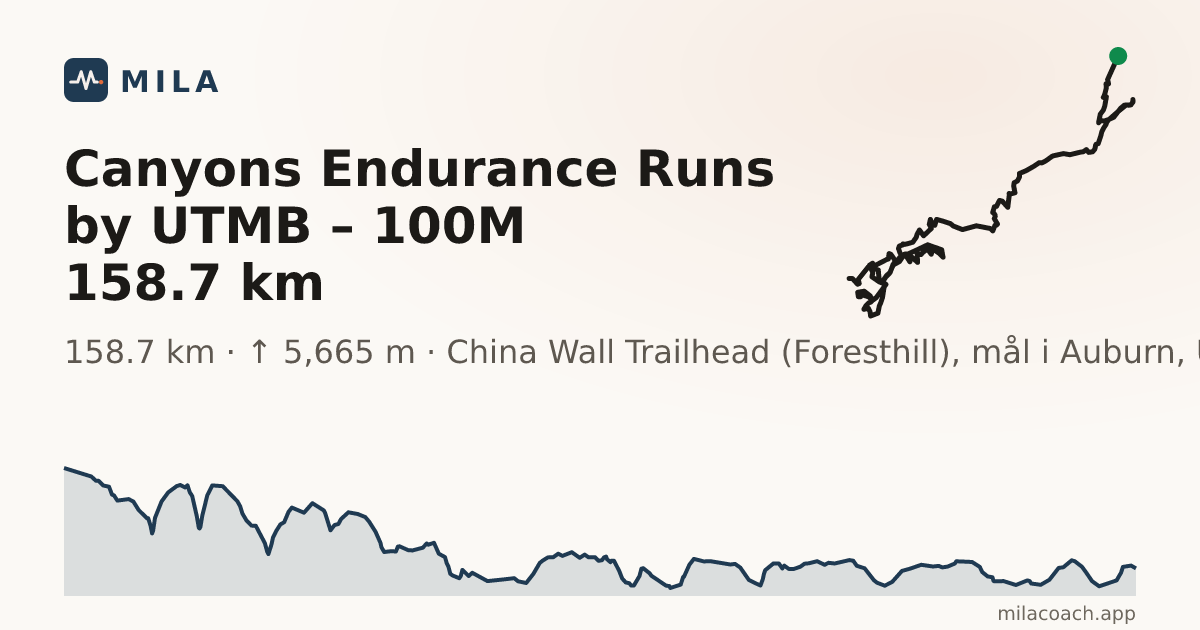 MILA
Canyons Endurance Runs
by UTMB – 100M
158.7 km
158.7 km · ↑ 5,665 m · China Wall Trailhead (Foresthill), mål i Auburn,
milacoach.app